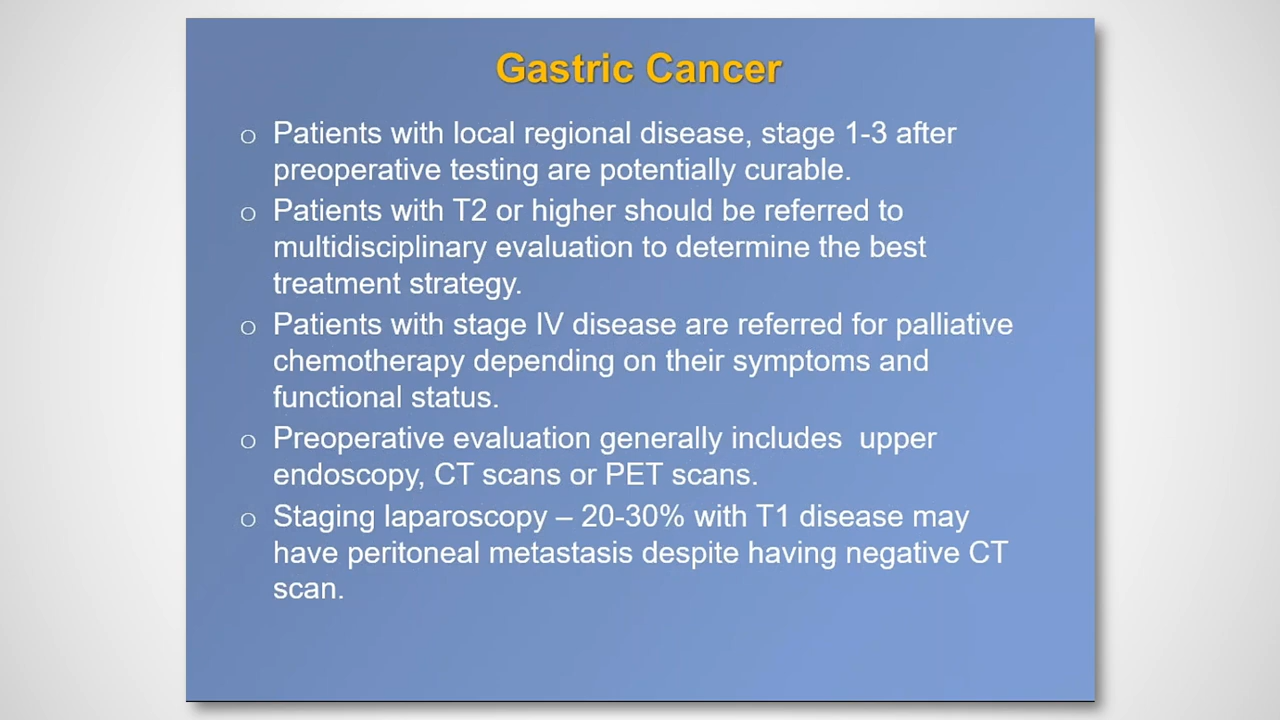 Gastric Cancer
o Patients with local regional disease, stage 1-3 after
preoperative testing are potentially curable.
o Patients with T2 or higher should be referred to
multidisciplinary evaluation to determine the best
treatment strategy.
o Patients with stage IV disease are referred for palliative
chemotherapy depending on their symptoms and
functional status.
o Preoperative evaluation generally includes  upper
endoscopy, CT scans or PET scans.
o Staging laparoscopy – 20-30% with T1 disease may
have peritoneal metastasis despite having negative CT
scan.